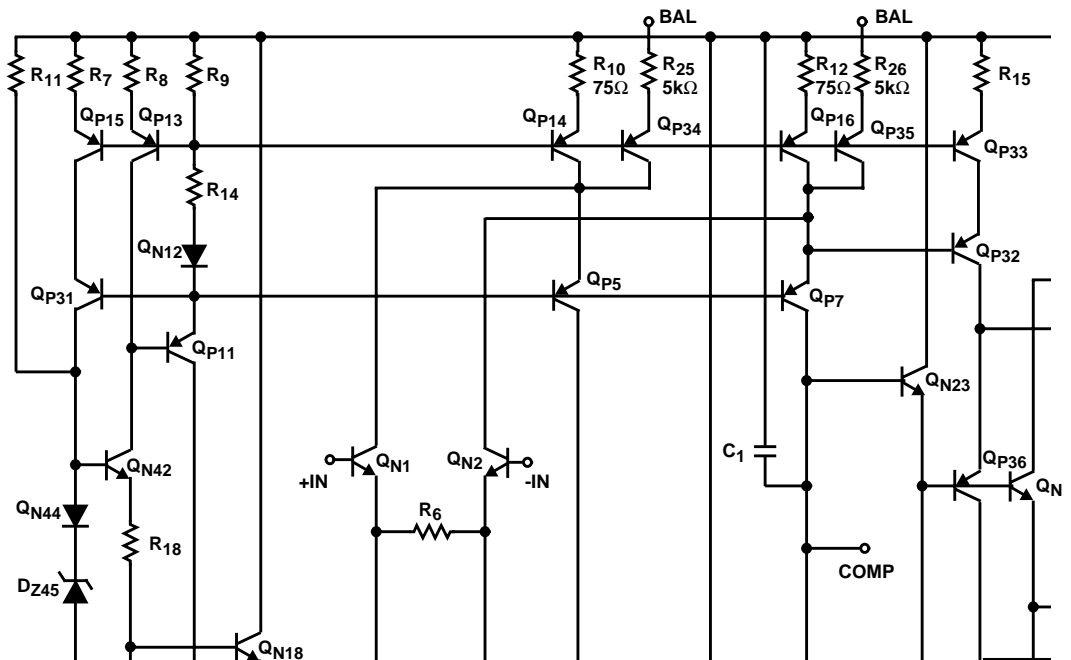 BAL
BAL
R11
R7
R8
R9
R10
75Ω
R25
5kΩ
R12
75Ω
R26
5kΩ
R15
QP15
QP13
QP14
QP34
QP16
QP35
QP33
R14
QN12
QP32
QP31
QP5
QP7
QP11
QN23
C1
QN42
QN1
QN2
QP36
+IN
-IN
QN
QN44
R6
R18
COMP
DZ45
QN18